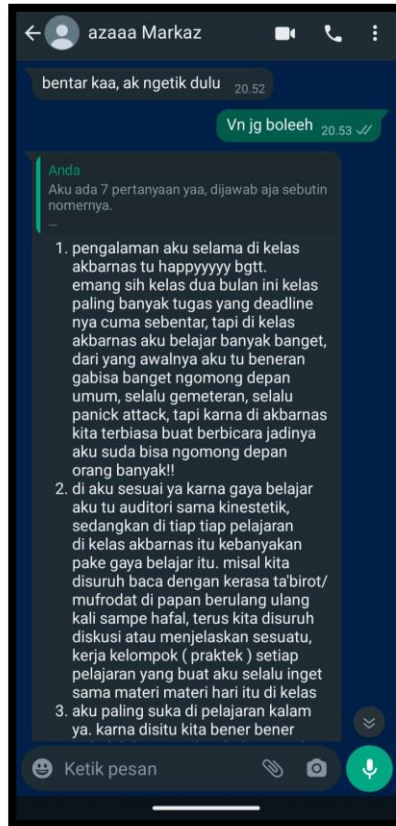 azaaa Markaz
bentar kaa, ak ngetik dulu 20.52
Vn jg boleeh 20.53
Anda
Aku ada 7 pertanyaan yaa, dijawab aja sebutin
nomernya.
...
1. pengalaman aku selama di kelas
akbarnas tu happyyyyy bgtt.
emang sih kelas dua bulan ini kelas
paling banyak tugas yang deadline
nya cuma sebentar, tapi di kelas
akbarnas aku belajar banyak banget,
dari yang awalnya aku tu beneran
gabisa banget ngomong depan
umum, selalu gemeteran, selalu
panick attack, tapi karna di akbarnas
kita terbiasa buat berbicara jadinya
aku suda bisa ngomong depan
orang banyak!!
2. di aku sesuai ya karna gaya belajar
aku tu auditori sama kinestetik,
sedangkan di tiap tiap pelajaran
di kelas akbarnas itu kebanyakan
pake gaya belajar itu. misal kita
disuruh baca dengan kerasa ta'birot/
mufrodat di papan berulang ulang
kali sampe hafal, terus kita disuruh
diskusi atau menjelaskan sesuatu,
kerja kelompok ( praktek ) setiap
pelajaran yang buat aku selalu inget
sama materi materi hari itu di kelas
3. aku paling suka di pelajaran kalam
ya. karna disitu kita bener bener
Ketik pesan